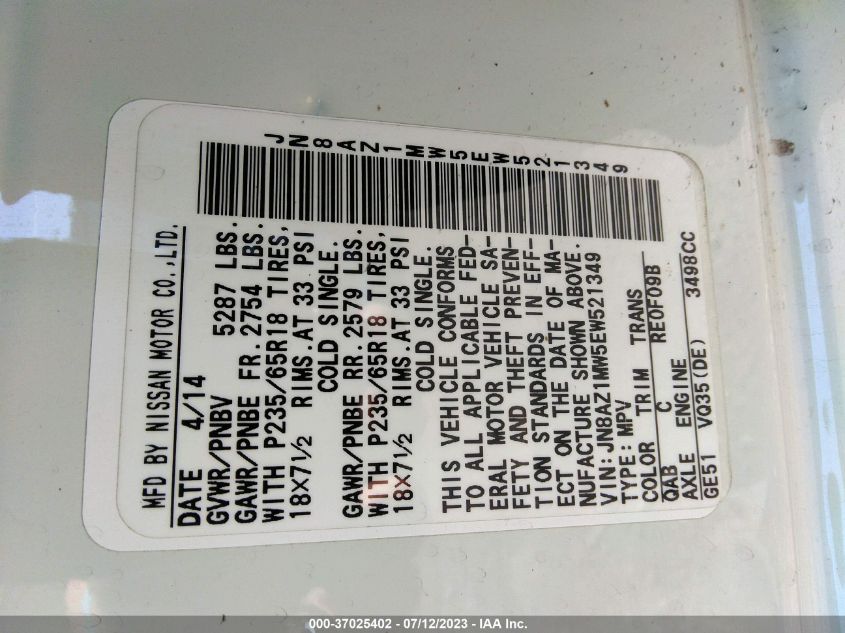 JN8AZ1MW5EW521349
MFD BY NISSAN MOTOR CO.,LTD.
DATE 4/14
GVWR/PNBV 5287 LBS.
GAWR/PNBE FR. 2754 LBS.
WITH P235/65R18 TIRES,
18X7½ RIMS. AT 33 PSI
COLD SINGLE.
GAWR/PNBE RR. 2579 LBS.
WITH P235/65R18 TIRES,
18X7½ RIMS. AT 33 PSI
COLD SINGLE.
THIS VEHICLE CONFORMS
TO ALL APPLICABLE FED-
ERAL MOTOR VEHICLE SA-
FETY AND THEFT PREVEN-
TION STANDARDS IN EFF-
ECT ON THE DATE OF MA-
NUFACTURE SHOWN ABOVE.
VIN:JN8AZ1MW5EW521349
TYPE:MPV
COLOR TRIM TRANS
QAB C RE0F09B
AXLE ENGINE
GE51 VQ35(DE) 3498CC
000-37025402 - 07/12/2023 - IAA Inc.